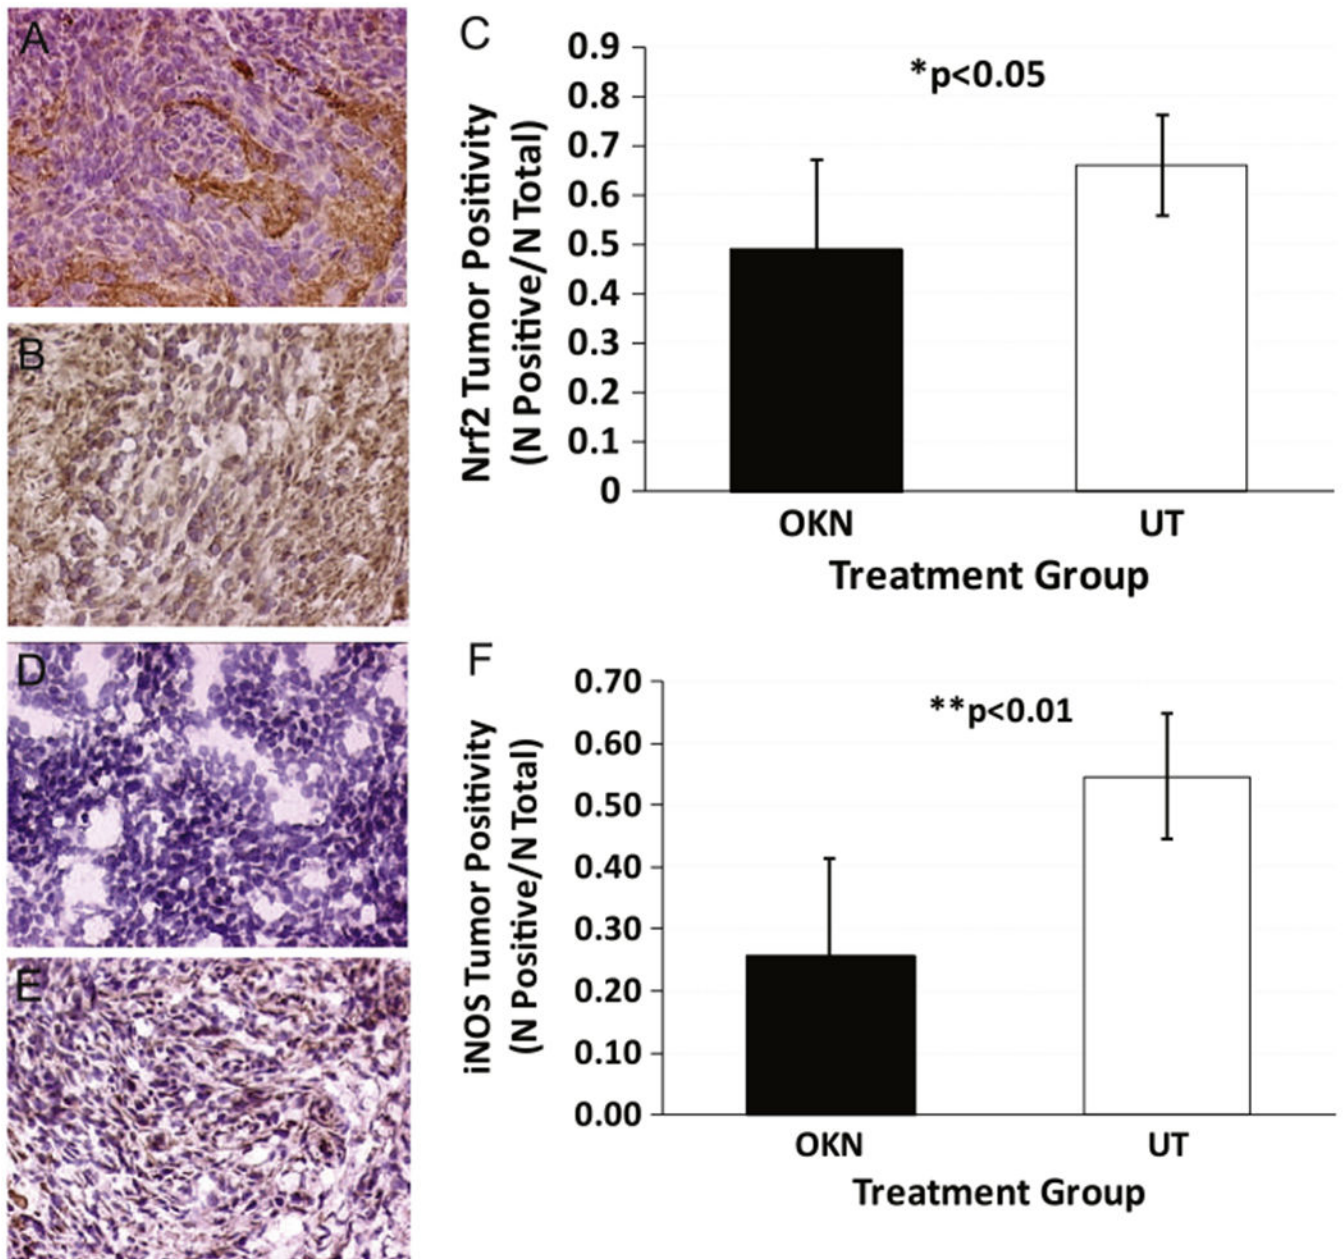 A
B
C
0.9
0.8
0.7
0.6
0.5
0.4
0.3
0.2
0.1
0
Nrf2 Tumor Positivity
(N Positive/N Total)
*p<0.05
OKN
UT
Treatment Group
D
E
F
0.70
0.60
0.50
0.40
0.30
0.20
0.10
0.00
iNOS Tumor Positivity
(N Positive/N Total)
**p<0.01
OKN
UT
Treatment Group